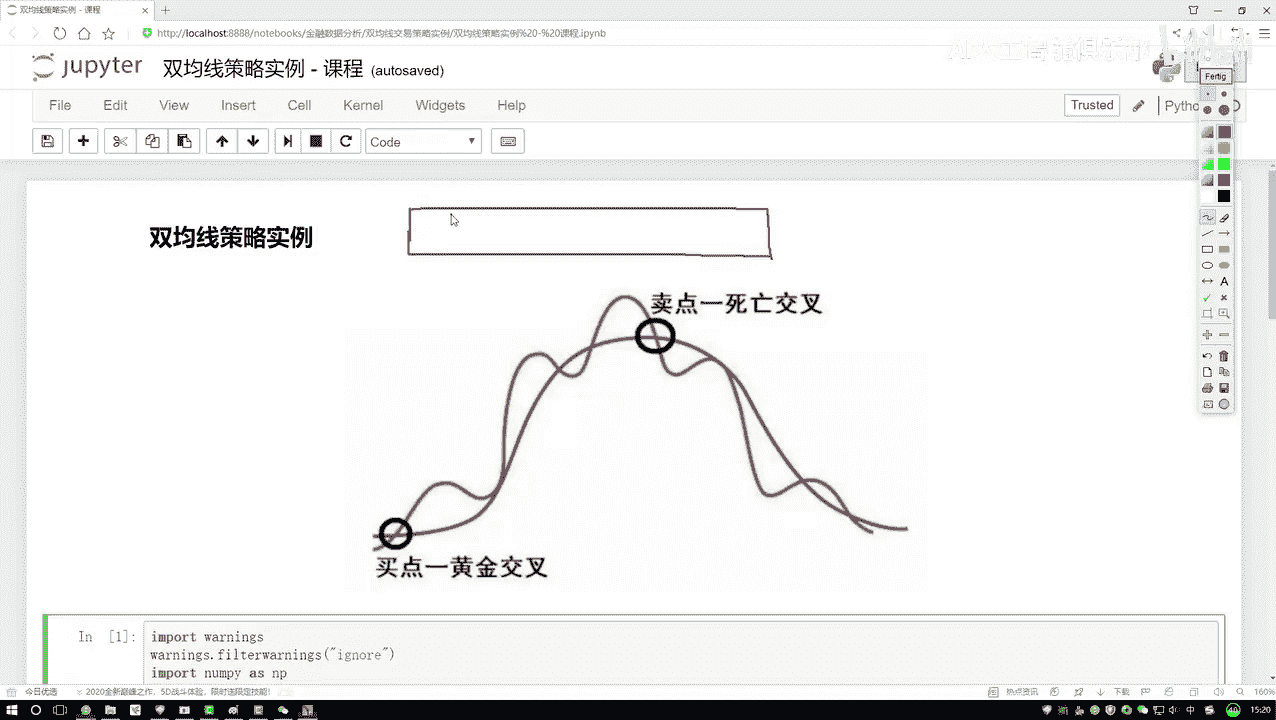 双均线策略实例 - 课程
http://localhost:8888/notebooks/金融数据分析/双均线交易策略实例/双均线策略实例%20-%20课程.ipynb
jupyter 双均线策略实例 - 课程 (autosaved)
Fertig
File Edit View Insert Cell Kernel Widgets Help
Trusted
Pytho
Code
A
双均线策略实例
卖点一死亡交叉
买点一黄金交叉
In [1]:
import warnings
warnings.filterwarnings("ignore")
import numpy as np
今日优选
2020全新巅峰之作，5D战斗体验，限时送限定技能！
热点资讯
下载
160%
中
15:20